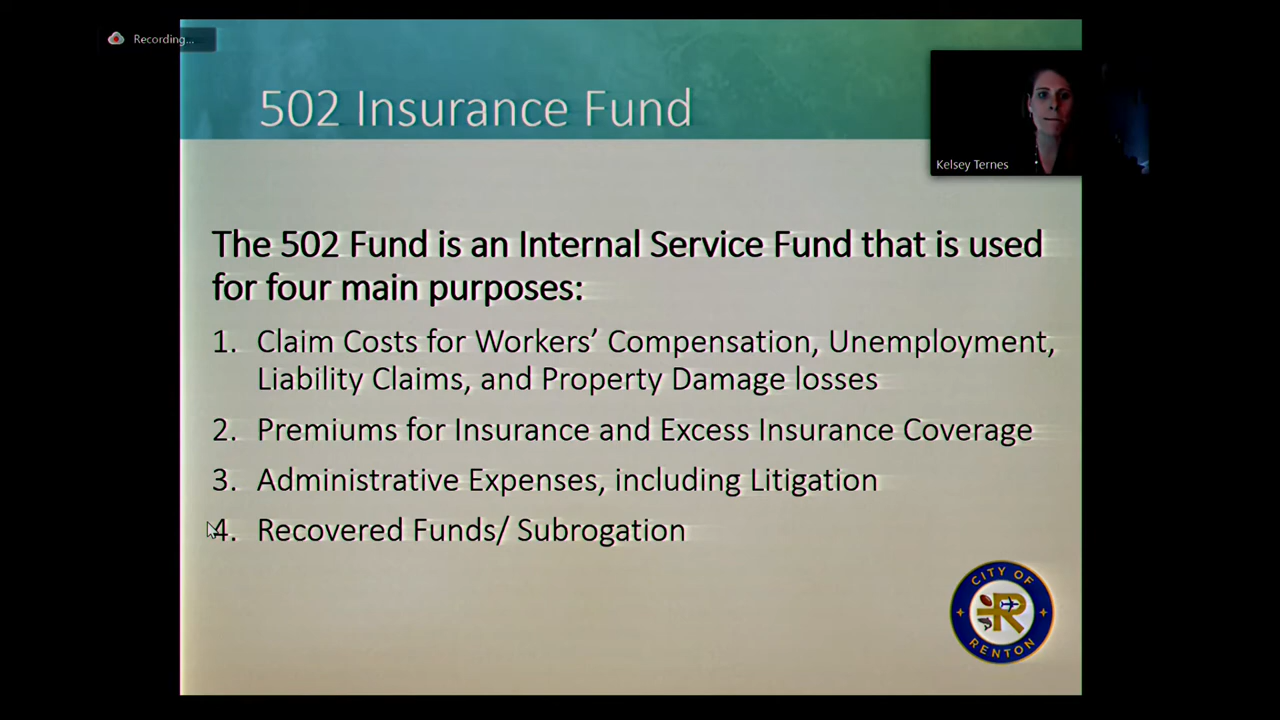 Recording...
502 Insurance Fund
Kelsey Ternes
The 502 Fund is an Internal Service Fund that is used
for four main purposes:
1. Claim Costs for Workers’ Compensation, Unemployment,
Liability Claims, and Property Damage losses
2. Premiums for Insurance and Excess Insurance Coverage
3. Administrative Expenses, including Litigation
4. Recovered Funds/ Subrogation
CITY OF
R
RENTON